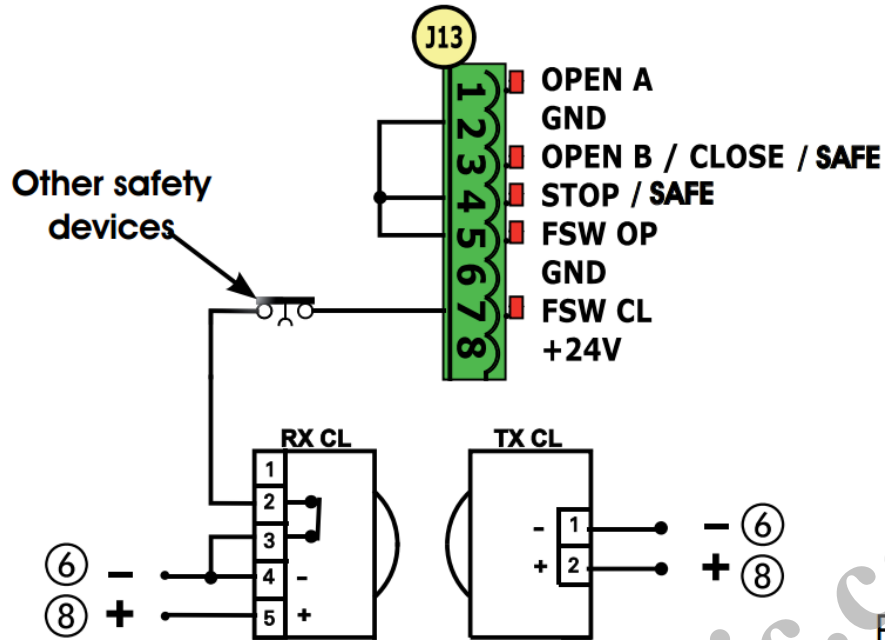 J13
1 OPEN A
2 GND
3 OPEN B / CLOSE / SAFE
4 STOP / SAFE
5 FSW OP
6 GND
7 FSW CL
8 +24V
Other safety
devices
RX CL
TX CL
1
2
3
4 -
5 +
6 -
8 +
- 1
+ 2
- 6
+ 8